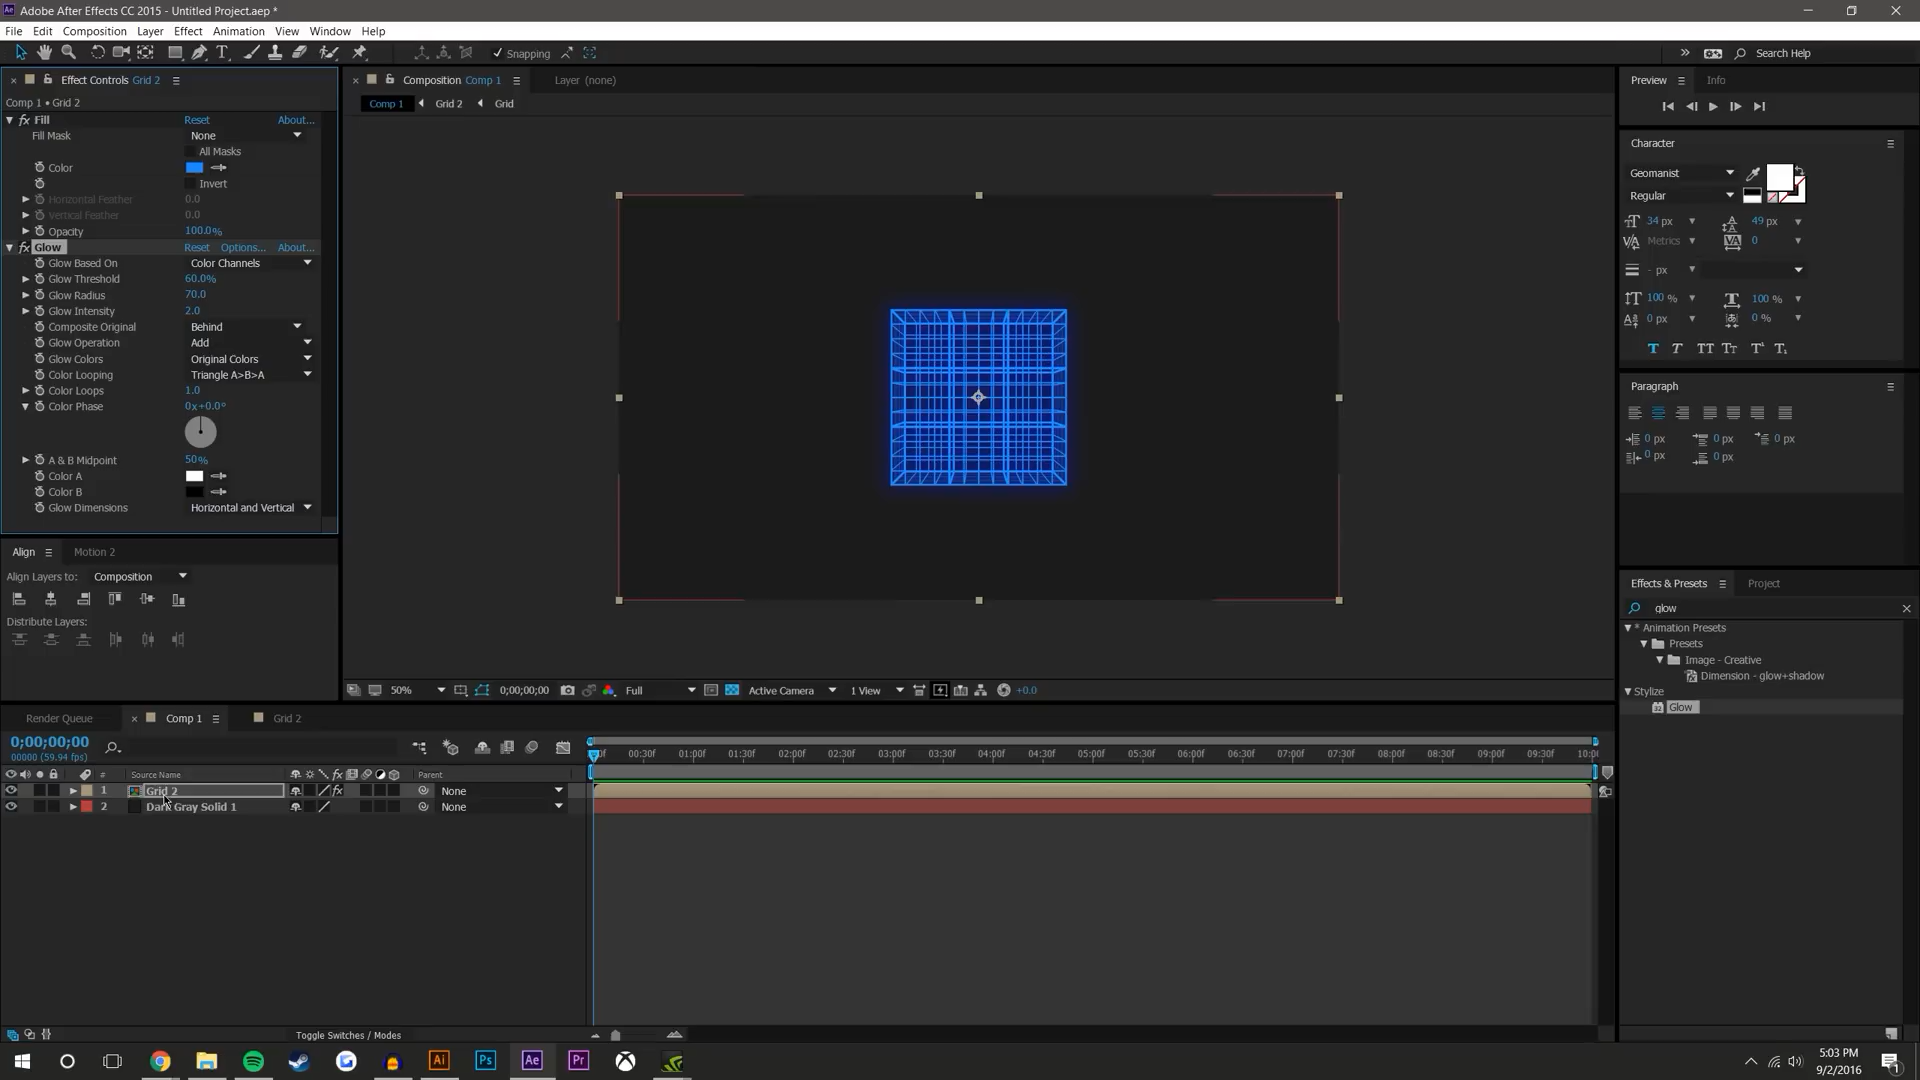 Adobe After Effects CC 2015 - Untitled Project.aep *
File Edit Composition Layer Effect Animation View Window Help
Snapping
Search Help
Effect Controls Grid 2
Comp 1 • Grid 2
Fill Reset About...
Fill Mask None
All Masks
Color
Invert
Horizontal Feather 0.0
Vertical Feather 0.0
Opacity 100.0%
Glow Reset Options... About...
Glow Based On Color Channels
Glow Threshold 60.0%
Glow Radius 70.0
Glow Intensity 2.0
Composite Original Behind
Glow Operation Add
Glow Colors Original Colors
Color Looping Triangle A>B>A
Color Loops 1.0
Color Phase 0x+0.0°
A & B Midpoint 50%
Color A
Color B
Glow Dimensions Horizontal and Vertical
Align Motion 2
Align Layers to: Composition
Distribute Layers:
Composition Comp 1 Layer (none)
Comp 1 Grid 2 Grid
50% 0;00;00;00 Full Active Camera 1 View +0.0
Preview Info
Character
Geomanist
Regular
34 px 49 px
Metrics 0
- px
100 % 100 %
0 px 0 %
Paragraph
0 px 0 px 0 px
0 px 0 px
Effects & Presets Project
glow
* Animation Presets
Presets
Image - Creative
Dimension - glow+shadow
Stylize
Glow
Render Queue Comp 1 Grid 2
0;00;00;00
00000 (59.94 fps)
# Source Name Parent
1 Grid 2 None
2 Dark Gray Solid 1 None
00:30f 01:00f 01:30f 02:00f 02:30f 03:00f 03:30f 04:00f 04:30f 05:00f 05:30f 06:00f 06:30f 07:00f 07:30f 08:00f 08:30f 09:00f 09:30f
Toggle Switches / Modes
5:03 PM
9/2/2016